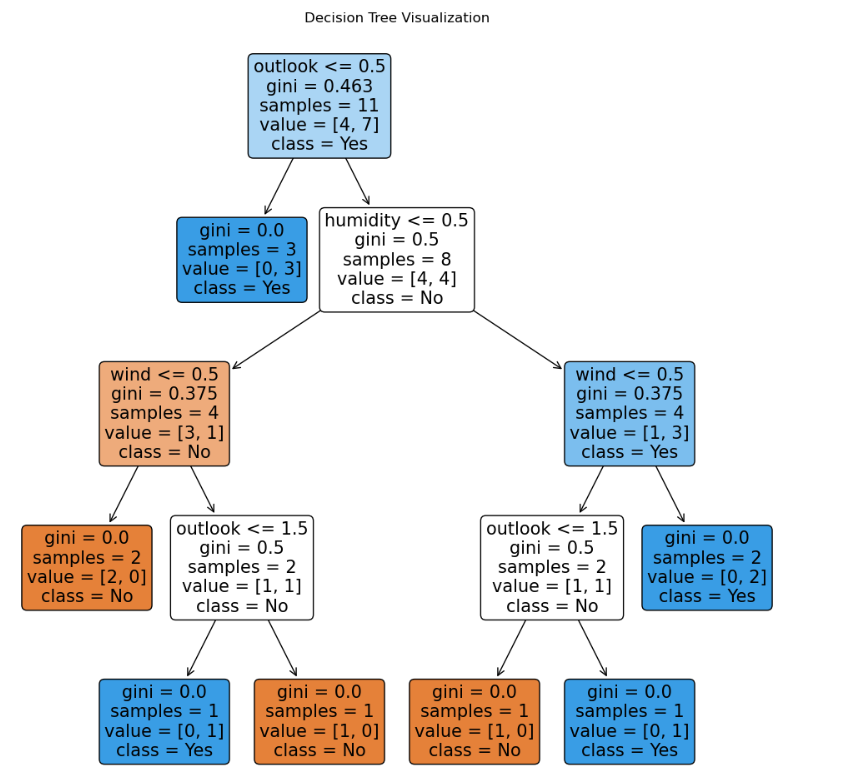 Decision Tree Visualization
outlook <= 0.5
gini = 0.463
samples = 11
value = [4, 7]
class = Yes
gini = 0.0
samples = 3
value = [0, 3]
class = Yes
humidity <= 0.5
gini = 0.5
samples = 8
value = [4, 4]
class = No
wind <= 0.5
gini = 0.375
samples = 4
value = [3, 1]
class = No
wind <= 0.5
gini = 0.375
samples = 4
value = [1, 3]
class = Yes
gini = 0.0
samples = 2
value = [2, 0]
class = No
outlook <= 1.5
gini = 0.5
samples = 2
value = [1, 1]
class = No
outlook <= 1.5
gini = 0.5
samples = 2
value = [1, 1]
class = No
gini = 0.0
samples = 2
value = [0, 2]
class = Yes
gini = 0.0
samples = 1
value = [0, 1]
class = Yes
gini = 0.0
samples = 1
value = [1, 0]
class = No
gini = 0.0
samples = 1
value = [1, 0]
class = No
gini = 0.0
samples = 1
value = [0, 1]
class = Yes